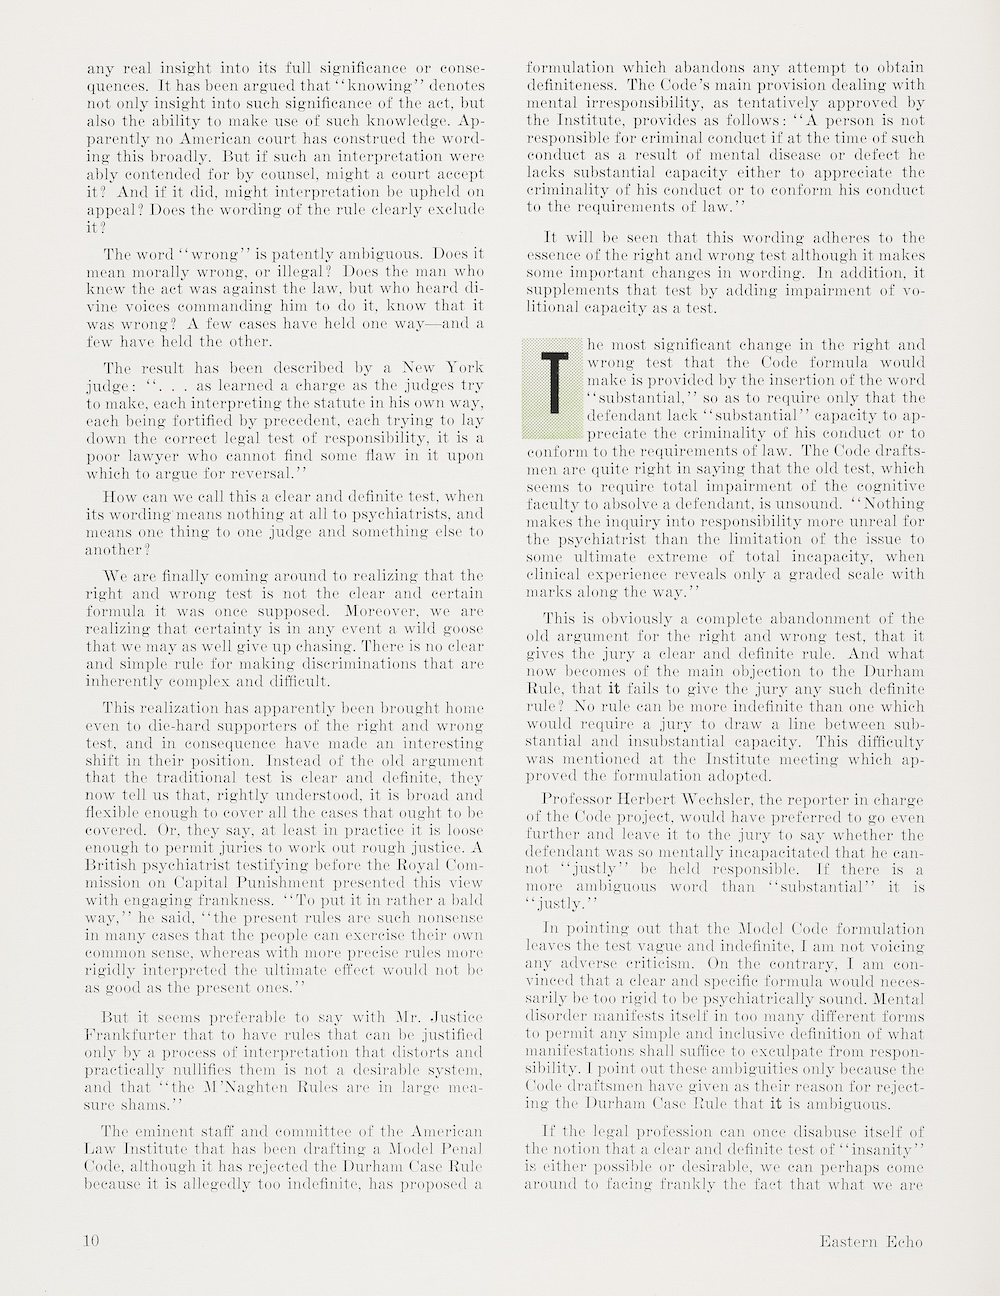 any real insight into its full significance or conse-
quences. It has been argued that ‘‘knowing’’ denotes
not only insight into such significance of the act, but
also the ability to make use of such knowledge. Ap-
parently no American court has construed the word-
ing this broadly. But if such an interpretation were
ably contended for by counsel, might a court accept
it? And if it did, might interpretation be upheld on
appeal? Does the wording of the rule clearly exclude
it?
The word ‘‘wrong’’ is patently ambiguous. Does it
mean morally wrong, or illegal? Does the man who
knew the act was against the law, but who heard di-
vine voices commanding him to do it, know that it
was wrong? A few cases have held one way—and a
few have held the other.
The result has been described by a New York
judge: ‘‘. . . as learned a charge as the judges try
to make, each interpreting the statute in his own way,
each being fortified by precedent, each trying to lay
down the correct legal test of responsibility, it is a
poor lawyer who cannot find some flaw in it upon
which to argue for reversal.’’
How can we call this a clear and definite test, when
its wording means nothing at all to psychiatrists, and
means one thing to one judge and something else to
another?
We are finally coming around to realizing that the
right and wrong test is not the clear and certain
formula it was once supposed. Moreover, we are
realizing that certainty is in any event a wild goose
that we may as well give up chasing. There is no clear
and simple rule for making discriminations that are
inherently complex and difficult.
This realization has apparently been brought home
even to die-hard supporters of the right and wrong
test, and in consequence have made an interesting
shift in their position. Instead of the old argument
that the traditional test is clear and definite, they
now tell us that, rightly understood, it is broad and
flexible enough to cover all the cases that ought to be
covered. Or, they say, at least in practice it is loose
enough to permit juries to work out rough justice. A
British psychiatrist testifying before the Royal Com-
mission on Capital Punishment presented this view
with engaging frankness. ‘‘To put it in rather a bald
way,’’ he said, ‘‘the present rules are such nonsense
in many cases that the people can exercise their own
common sense, whereas with more precise rules more
rigidly interpreted the ultimate effect would not be
as good as the present ones.’’
But it seems preferable to say with Mr. Justice
Frankfurter that to have rules that can be justified
only by a process of interpretation that distorts and
practically nullifies them is not a desirable system,
and that ‘‘the M’Naghten Rules are in large mea-
sure shams.’’
The eminent staff and committee of the American
Law Institute that has been drafting a Model Penal
Code, although it has rejected the Durham Case Rule
because it is allegedly too indefinite, has proposed a
formulation which abandons any attempt to obtain
definiteness. The Code’s main provision dealing with
mental irresponsibility, as tentatively approved by
the Institute, provides as follows: ‘‘A person is not
responsible for criminal conduct if at the time of such
conduct as a result of mental disease or defect he
lacks substantial capacity either to appreciate the
criminality of his conduct or to conform his conduct
to the requirements of law.’’
It will be seen that this wording adheres to the
essence of the right and wrong test although it makes
some important changes in wording. In addition, it
supplements that test by adding impairment of vo-
litional capacity as a test.
The most significant change in the right and
wrong test that the Code formula would
make is provided by the insertion of the word
‘‘substantial,’’ so as to require only that the
defendant lack ‘‘substantial’’ capacity to ap-
preciate the criminality of his conduct or to
conform to the requirements of law. The Code drafts-
men are quite right in saying that the old test, which
seems to require total impairment of the cognitive
faculty to absolve a defendant, is unsound. ‘‘Nothing
makes the inquiry into responsibility more unreal for
the psychiatrist than the limitation of the issue to
some ultimate extreme of total incapacity, when
clinical experience reveals only a graded scale with
marks along the way.’’
This is obviously a complete abandonment of the
old argument for the right and wrong test, that it
gives the jury a clear and definite rule. And what
now becomes of the main objection to the Durham
Rule, that it fails to give the jury any such definite
rule? No rule can be more indefinite than one which
would require a jury to draw a line between sub-
stantial and insubstantial capacity. This difficulty
was mentioned at the Institute meeting which ap-
proved the formulation adopted.
Professor Herbert Wechsler, the reporter in charge
of the Code project, would have preferred to go even
further and leave it to the jury to say whether the
defendant was so mentally incapacitated that he can-
not ‘‘justly’’ be held responsible. If there is a
more ambiguous word than ‘‘substantial’’ it is
‘‘justly.’’
In pointing out that the Model Code formulation
leaves the test vague and indefinite, I am not voicing
any adverse criticism. On the contrary, I am con-
vinced that a clear and specific formula would neces-
sarily be too rigid to be psychiatrically sound. Mental
disorder manifests itself in too many different forms
to permit any simple and inclusive definition of what
manifestations shall suffice to exculpate from respon-
sibility. I point out these ambiguities only because the
Code draftsmen have given as their reason for reject-
ing the Durham Case Rule that it is ambiguous.
If the legal profession can once disabuse itself of
the notion that a clear and definite test of ‘‘insanity’’
is either possible or desirable, we can perhaps come
around to facing frankly the fact that what we are
10
Eastern Echo